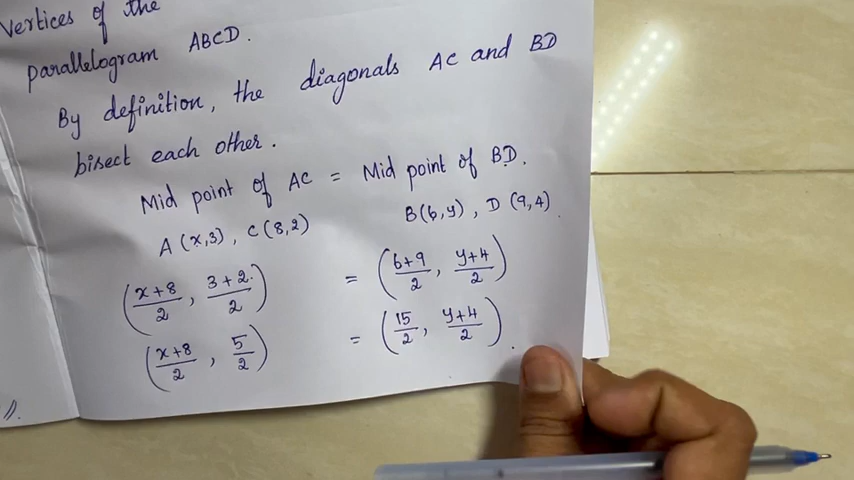 Vertices of the
parallelogram ABCD.
By definition, the diagonals AC and BD
bisect each other.
Mid point of AC = Mid point of BD.
A(x,3), C(8,2) B(6,y), D(9,4)
((x+8)/2, (3+2)/2) = ((6+9)/2, (y+4)/2)
((x+8)/2, 5/2) = (15/2, (y+4)/2).